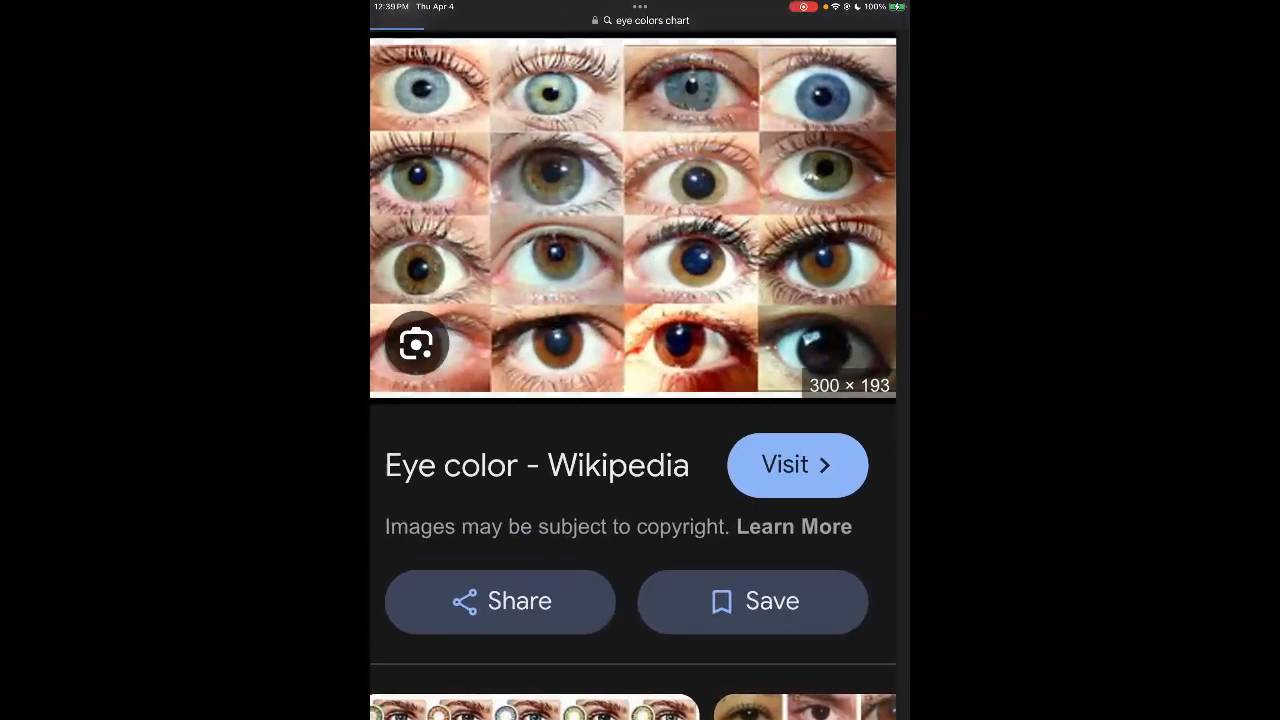 12:39 PM Thu Apr 4
100%
eye colors chart
300 × 193
Eye color - Wikipedia
Visit
Images may be subject to copyright. Learn More
Share
Save